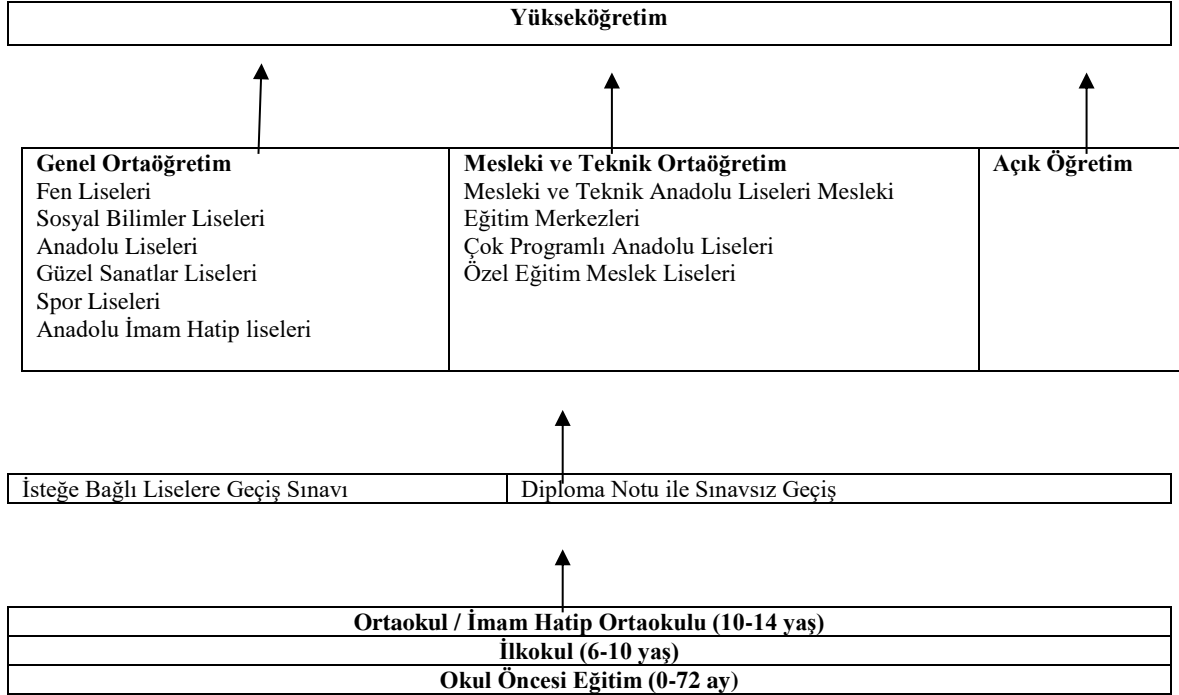 Yükseköğretim
Genel Ortaöğretim
Fen Liseleri
Sosyal Bilimler Liseleri
Anadolu Liseleri
Güzel Sanatlar Liseleri
Spor Liseleri
Anadolu İmam Hatip liseleri
Mesleki ve Teknik Ortaöğretim
Mesleki ve Teknik Anadolu Liseleri Mesleki
Eğitim Merkezleri
Çok Programlı Anadolu Liseleri
Özel Eğitim Meslek Liseleri
Açık Öğretim
İsteğe Bağlı Liselere Geçiş Sınavı
Diploma Notu ile Sınavsız Geçiş
Ortaokul / İmam Hatip Ortaokulu (10-14 yaş)
İlkokul (6-10 yaş)
Okul Öncesi Eğitim (0-72 ay)